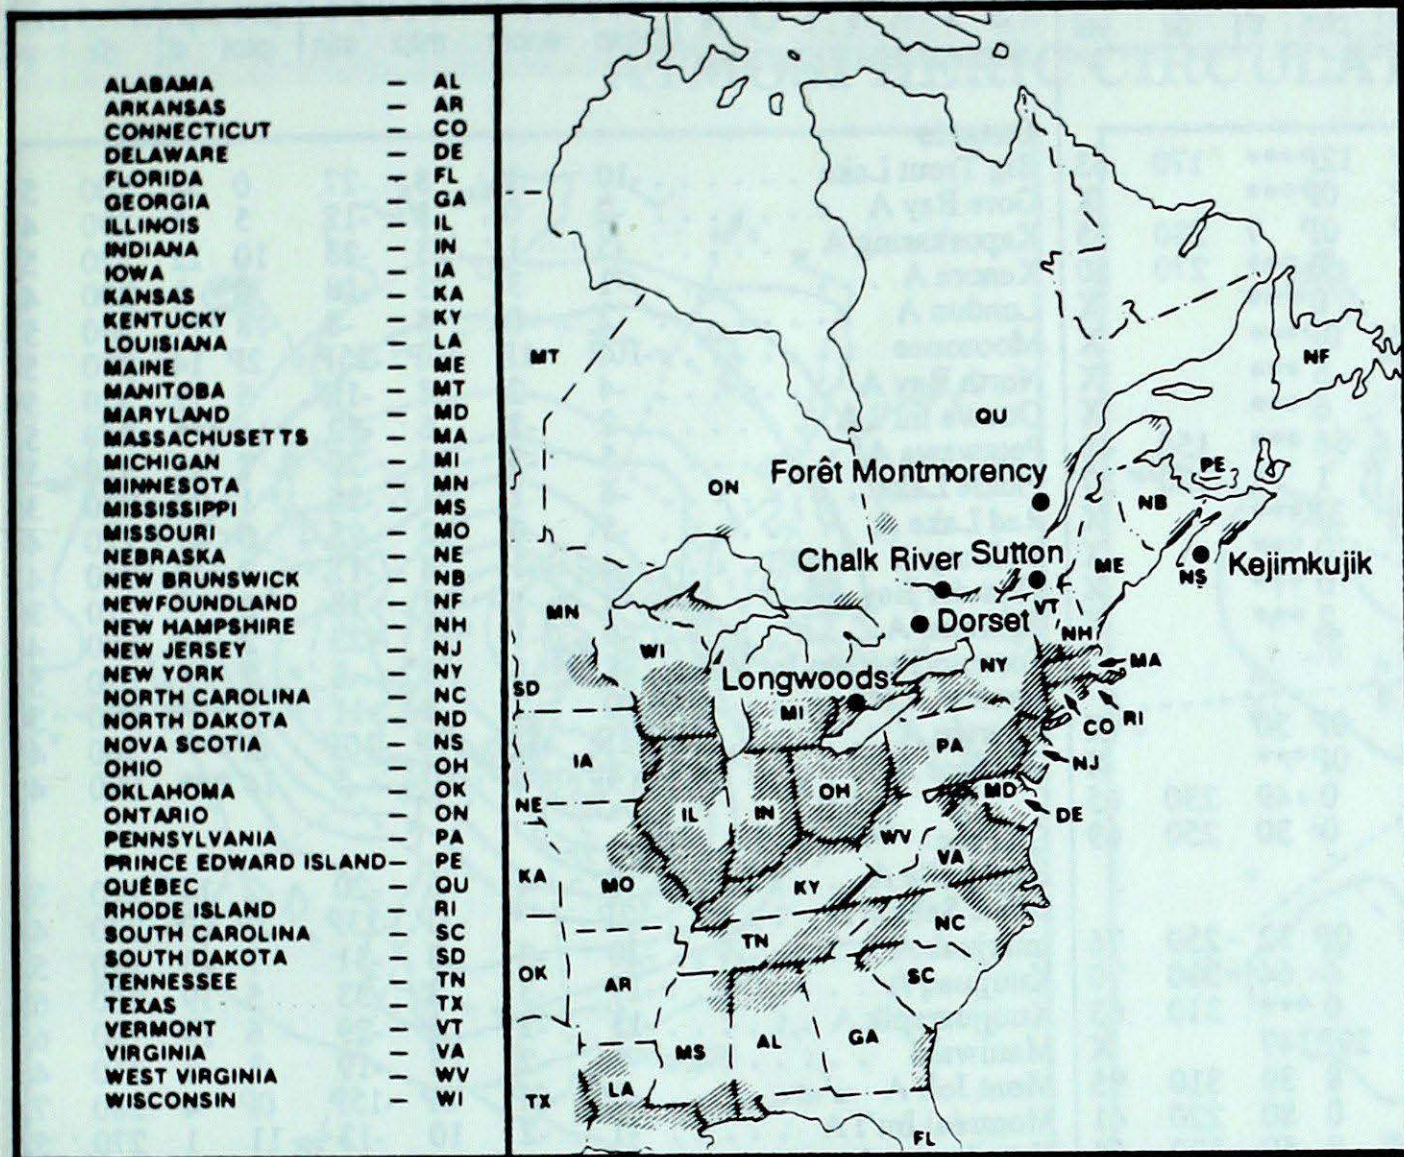 ALABAMA — AL
ARKANSAS — AR
CONNECTICUT — CO
DELAWARE — DE
FLORIDA — FL
GEORGIA — GA
ILLINOIS — IL
INDIANA — IN
IOWA — IA
KANSAS — KA
KENTUCKY — KY
LOUISIANA — LA
MAINE — ME
MANITOBA — MT
MARYLAND — MD
MASSACHUSETTS — MA
MICHIGAN — MI
MINNESOTA — MN
MISSISSIPPI — MS
MISSOURI — MO
NEBRASKA — NE
NEW BRUNSWICK — NB
NEWFOUNDLAND — NF
NEW HAMPSHIRE — NH
NEW JERSEY — NJ
NEW YORK — NY
NORTH CAROLINA — NC
NORTH DAKOTA — ND
NOVA SCOTIA — NS
OHIO — OH
OKLAHOMA — OK
ONTARIO — ON
PENNSYLVANIA — PA
PRINCE EDWARD ISLAND — PE
QUÉBEC — QU
RHODE ISLAND — RI
SOUTH CAROLINA — SC
SOUTH DAKOTA — SD
TENNESSEE — TN
TEXAS — TX
VERMONT — VT
VIRGINIA — VA
WEST VIRGINIA — WV
WISCONSIN — WI
MT
NF
QU
ON
Forêt Montmorency
PE
NB
Chalk River
Sutton
ME
NS
Kejimkujik
MN
VT
Dorset
NH
WI
NY
MA
SD
Longwoods
MI
RI
CO
PA
IA
NJ
OH
MD
NE
IL
IN
DE
WV
VA
KA
MO
KY
NC
TN
OK
AR
SC
MS
AL
GA
LA
TX
FL